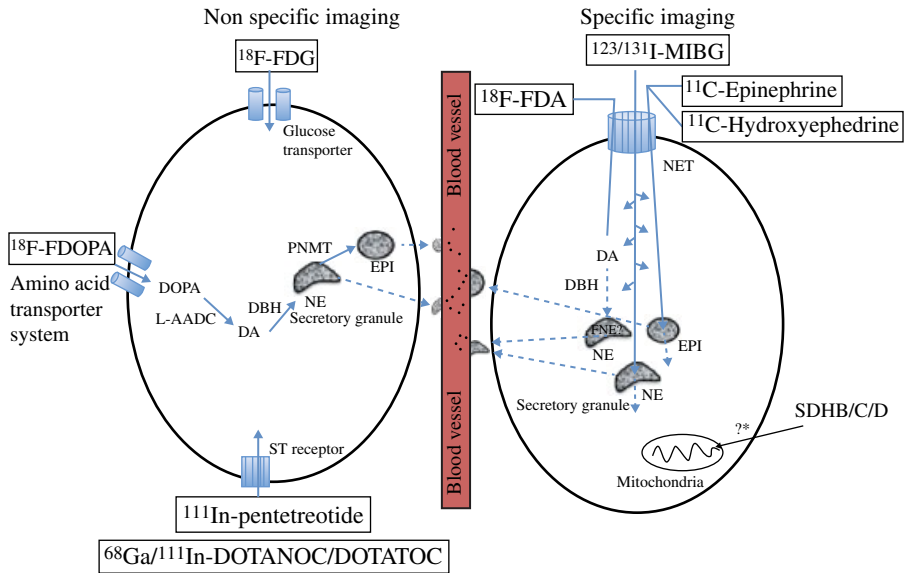 Non specific imaging
Specific imaging
¹⁸F-FDG
Glucose
transporter
¹⁸F-FDOPA
Amino acid
transporter
system
DOPA
L-AADC
DA
DBH
NE
PNMT
EPI
Secretory granule
ST receptor
¹¹¹In-pentetreotide
⁶⁸Ga/¹¹¹In-DOTANOC/DOTATOC
Blood vessel
Blood vessel
Blood vessel
¹²³/¹³¹I-MIBG
¹⁸F-FDA
¹¹C-Epinephrine
¹¹C-Hydroxyephedrine
NET
DA
DBH
FNE?
NE
EPI
NE
Secretory granule
SDHB/C/D
?*
Mitochondria